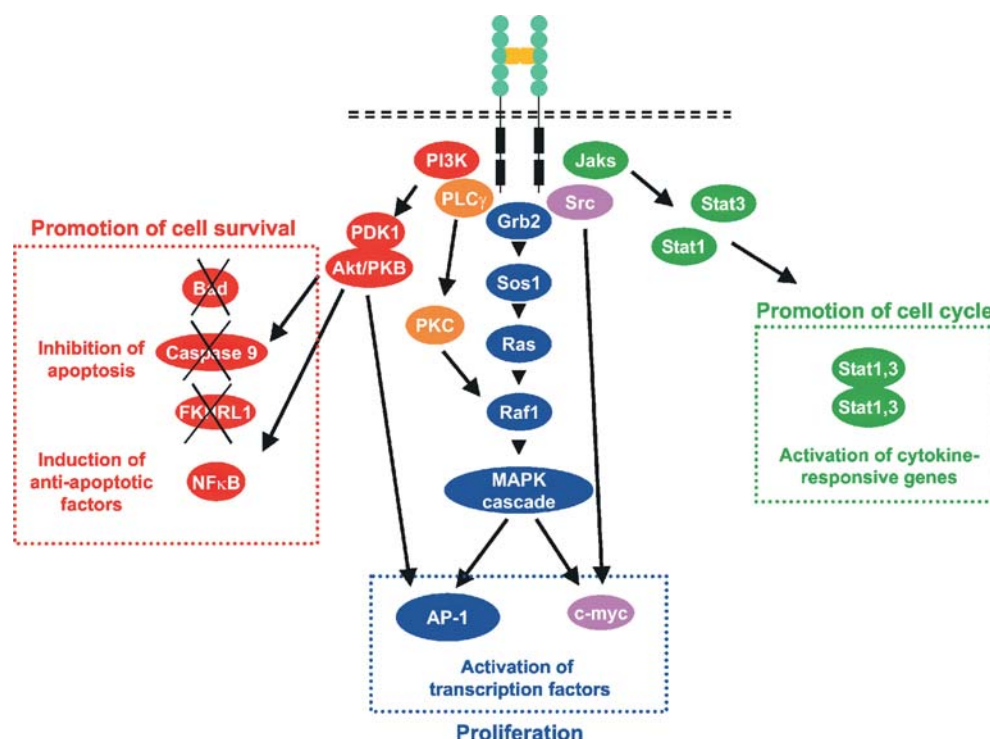 PI3K
PLCγ
Jaks
Src
Grb2
Stat3
Stat1
PDK1
Akt/PKB
Sos1
PKC
Ras
Raf1
MAPK
cascade
Promotion of cell survival
Bad
Inhibition of
apoptosis
Caspase 9
FKHRL1
Induction of
anti-apoptotic
factors
NFκB
Promotion of cell cycle
Stat1,3
Stat1,3
Activation of cytokine-
responsive genes
AP-1
c-myc
Activation of
transcription factors
Proliferation